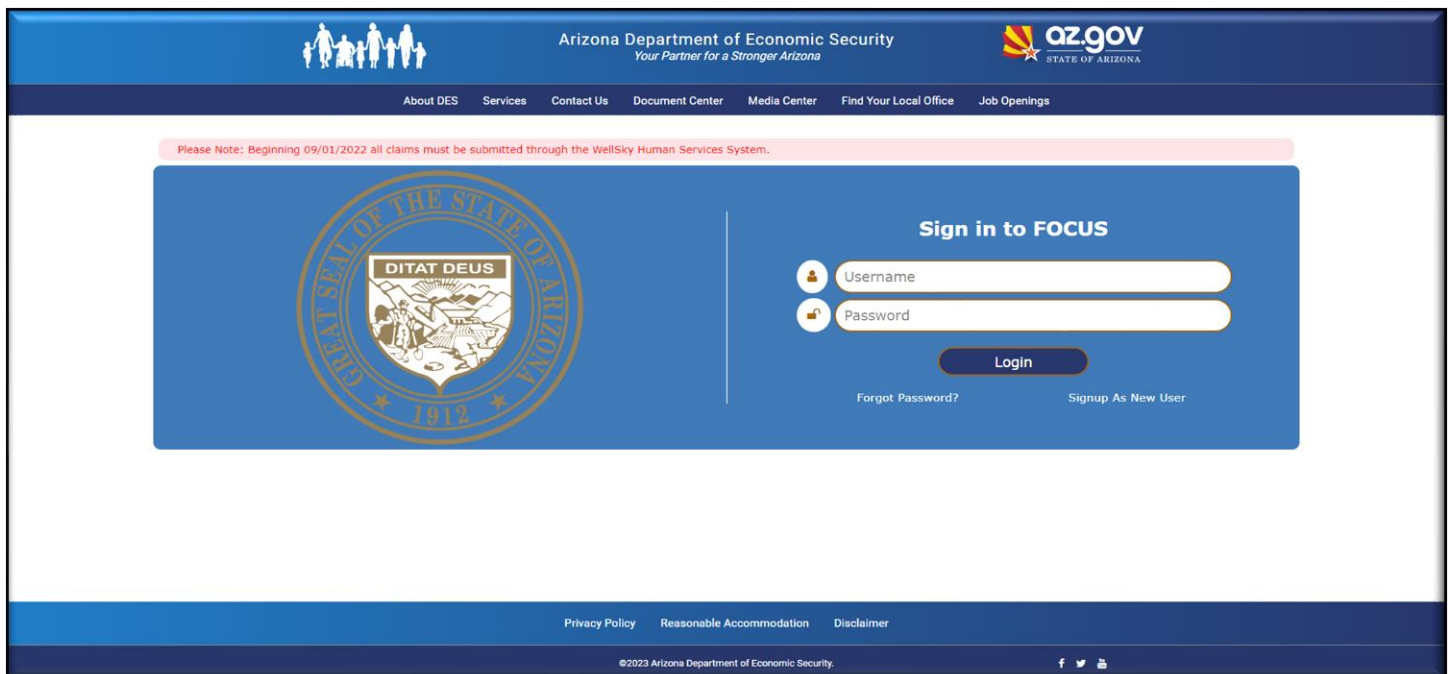 Arizona Department of Economic Security
Your Partner for a Stronger Arizona
az.gov
STATE OF ARIZONA
About DES Services Contact Us Document Center Media Center Find Your Local Office Job Openings
Please Note: Beginning 09/01/2022 all claims must be submitted through the WellSky Human Services System.
GREAT SEAL OF THE STATE OF ARIZONA
DITAT DEUS
1912
Sign in to FOCUS
Username
Password
Login
Forgot Password? Signup As New User
Privacy Policy Reasonable Accommodation Disclaimer
©2023 Arizona Department of Economic Security.